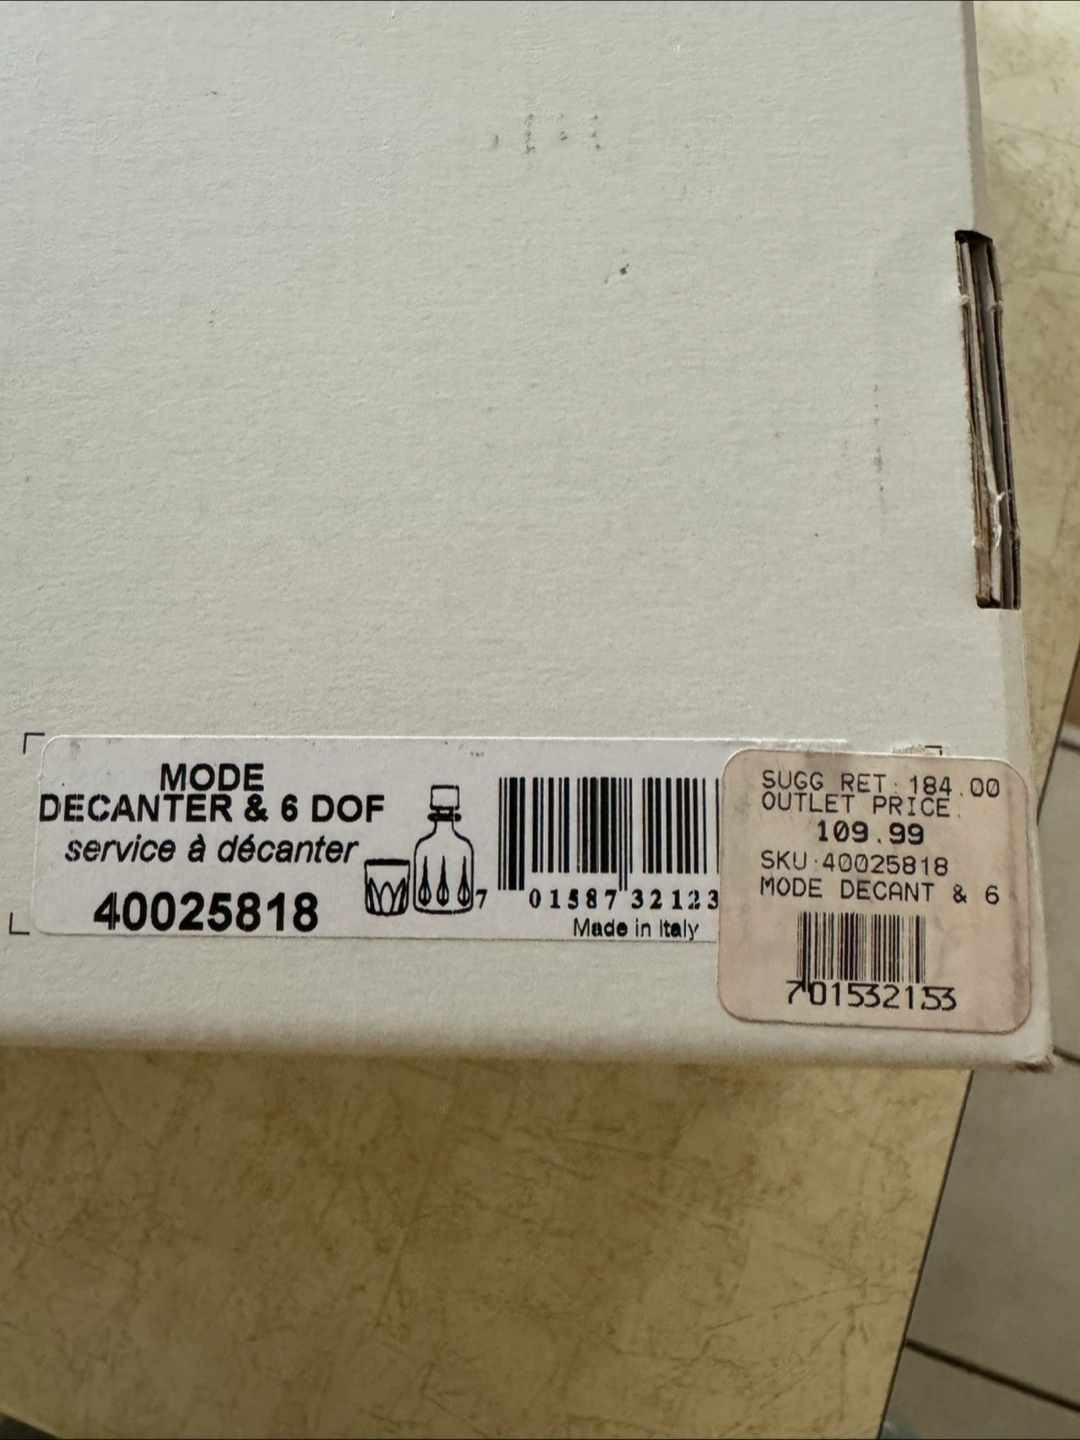 MODE
DECANTER & 6 DOF
service à décanter
40025818
7 01587 32123
Made in Italy
SUGG RET: 184.00
OUTLET PRICE:
109.99
SKU:40025818
MODE DECANT & 6
701532153